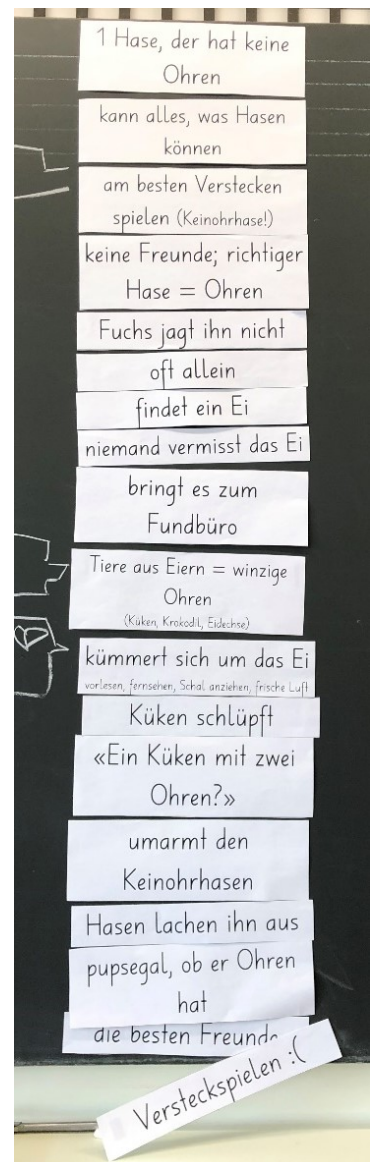 1 Hase, der hat keine
Ohren
kann alles, was Hasen
können
am besten Verstecken
spielen (Keinohrhase!)
keine Freunde; richtiger
Hase = Ohren
Fuchs jagt ihn nicht
oft allein
findet ein Ei
niemand vermisst das Ei
bringt es zum
Fundbüro
Tiere aus Eiern = winzige
Ohren
(Küken, Krokodil, Eidechse)
kümmert sich um das Ei
vorlesen, fernsehen, Schal anziehen, frische Luft
Küken schlüpft
«Ein Küken mit zwei
Ohren?»
umarmt den
Keinohrhasen
Hasen lachen ihn aus
pupsegal, ob er Ohren
hat
die besten Freunde
Versteckspielen :(